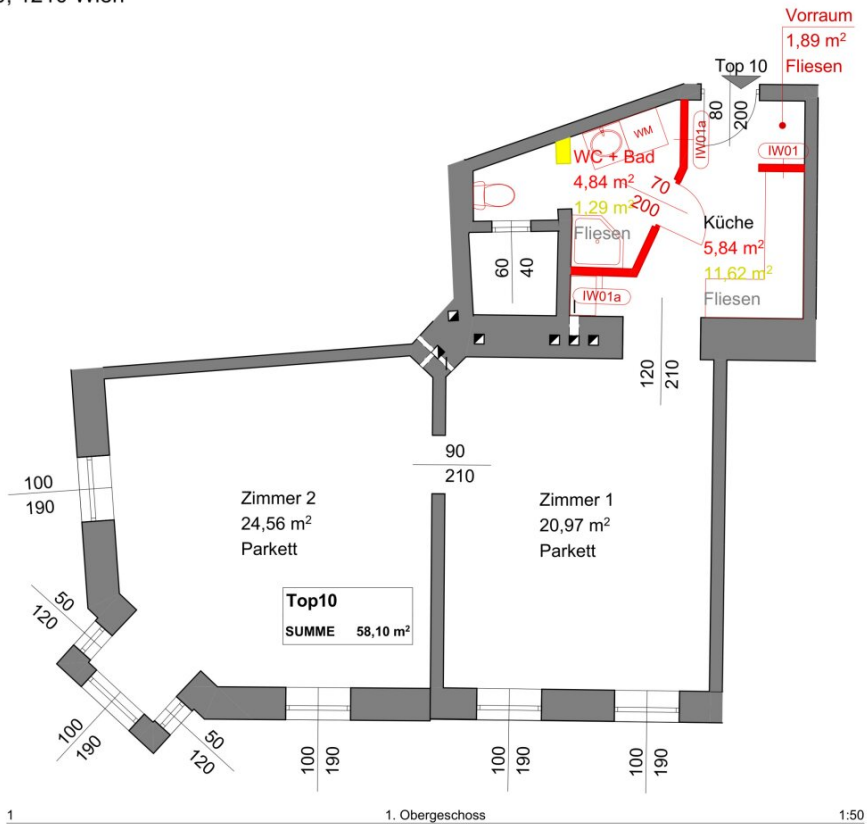 1210 Wien
Vorraum
1,89 m²
Fliesen
Top 10
80
200
IW01a
IW01
WM
WC + Bad
4,84 m²
1,29 m²
Fliesen
70
200
Küche
5,84 m²
11,62 m²
Fliesen
60
40
IW01a
120
210
90
210
100
190
Zimmer 2
24,56 m²
Parkett
Zimmer 1
20,97 m²
Parkett
Top10
SUMME 58,10 m²
50
120
100
190
50
120
100
190
100
190
100
190
1 1. Obergeschoss 1:50